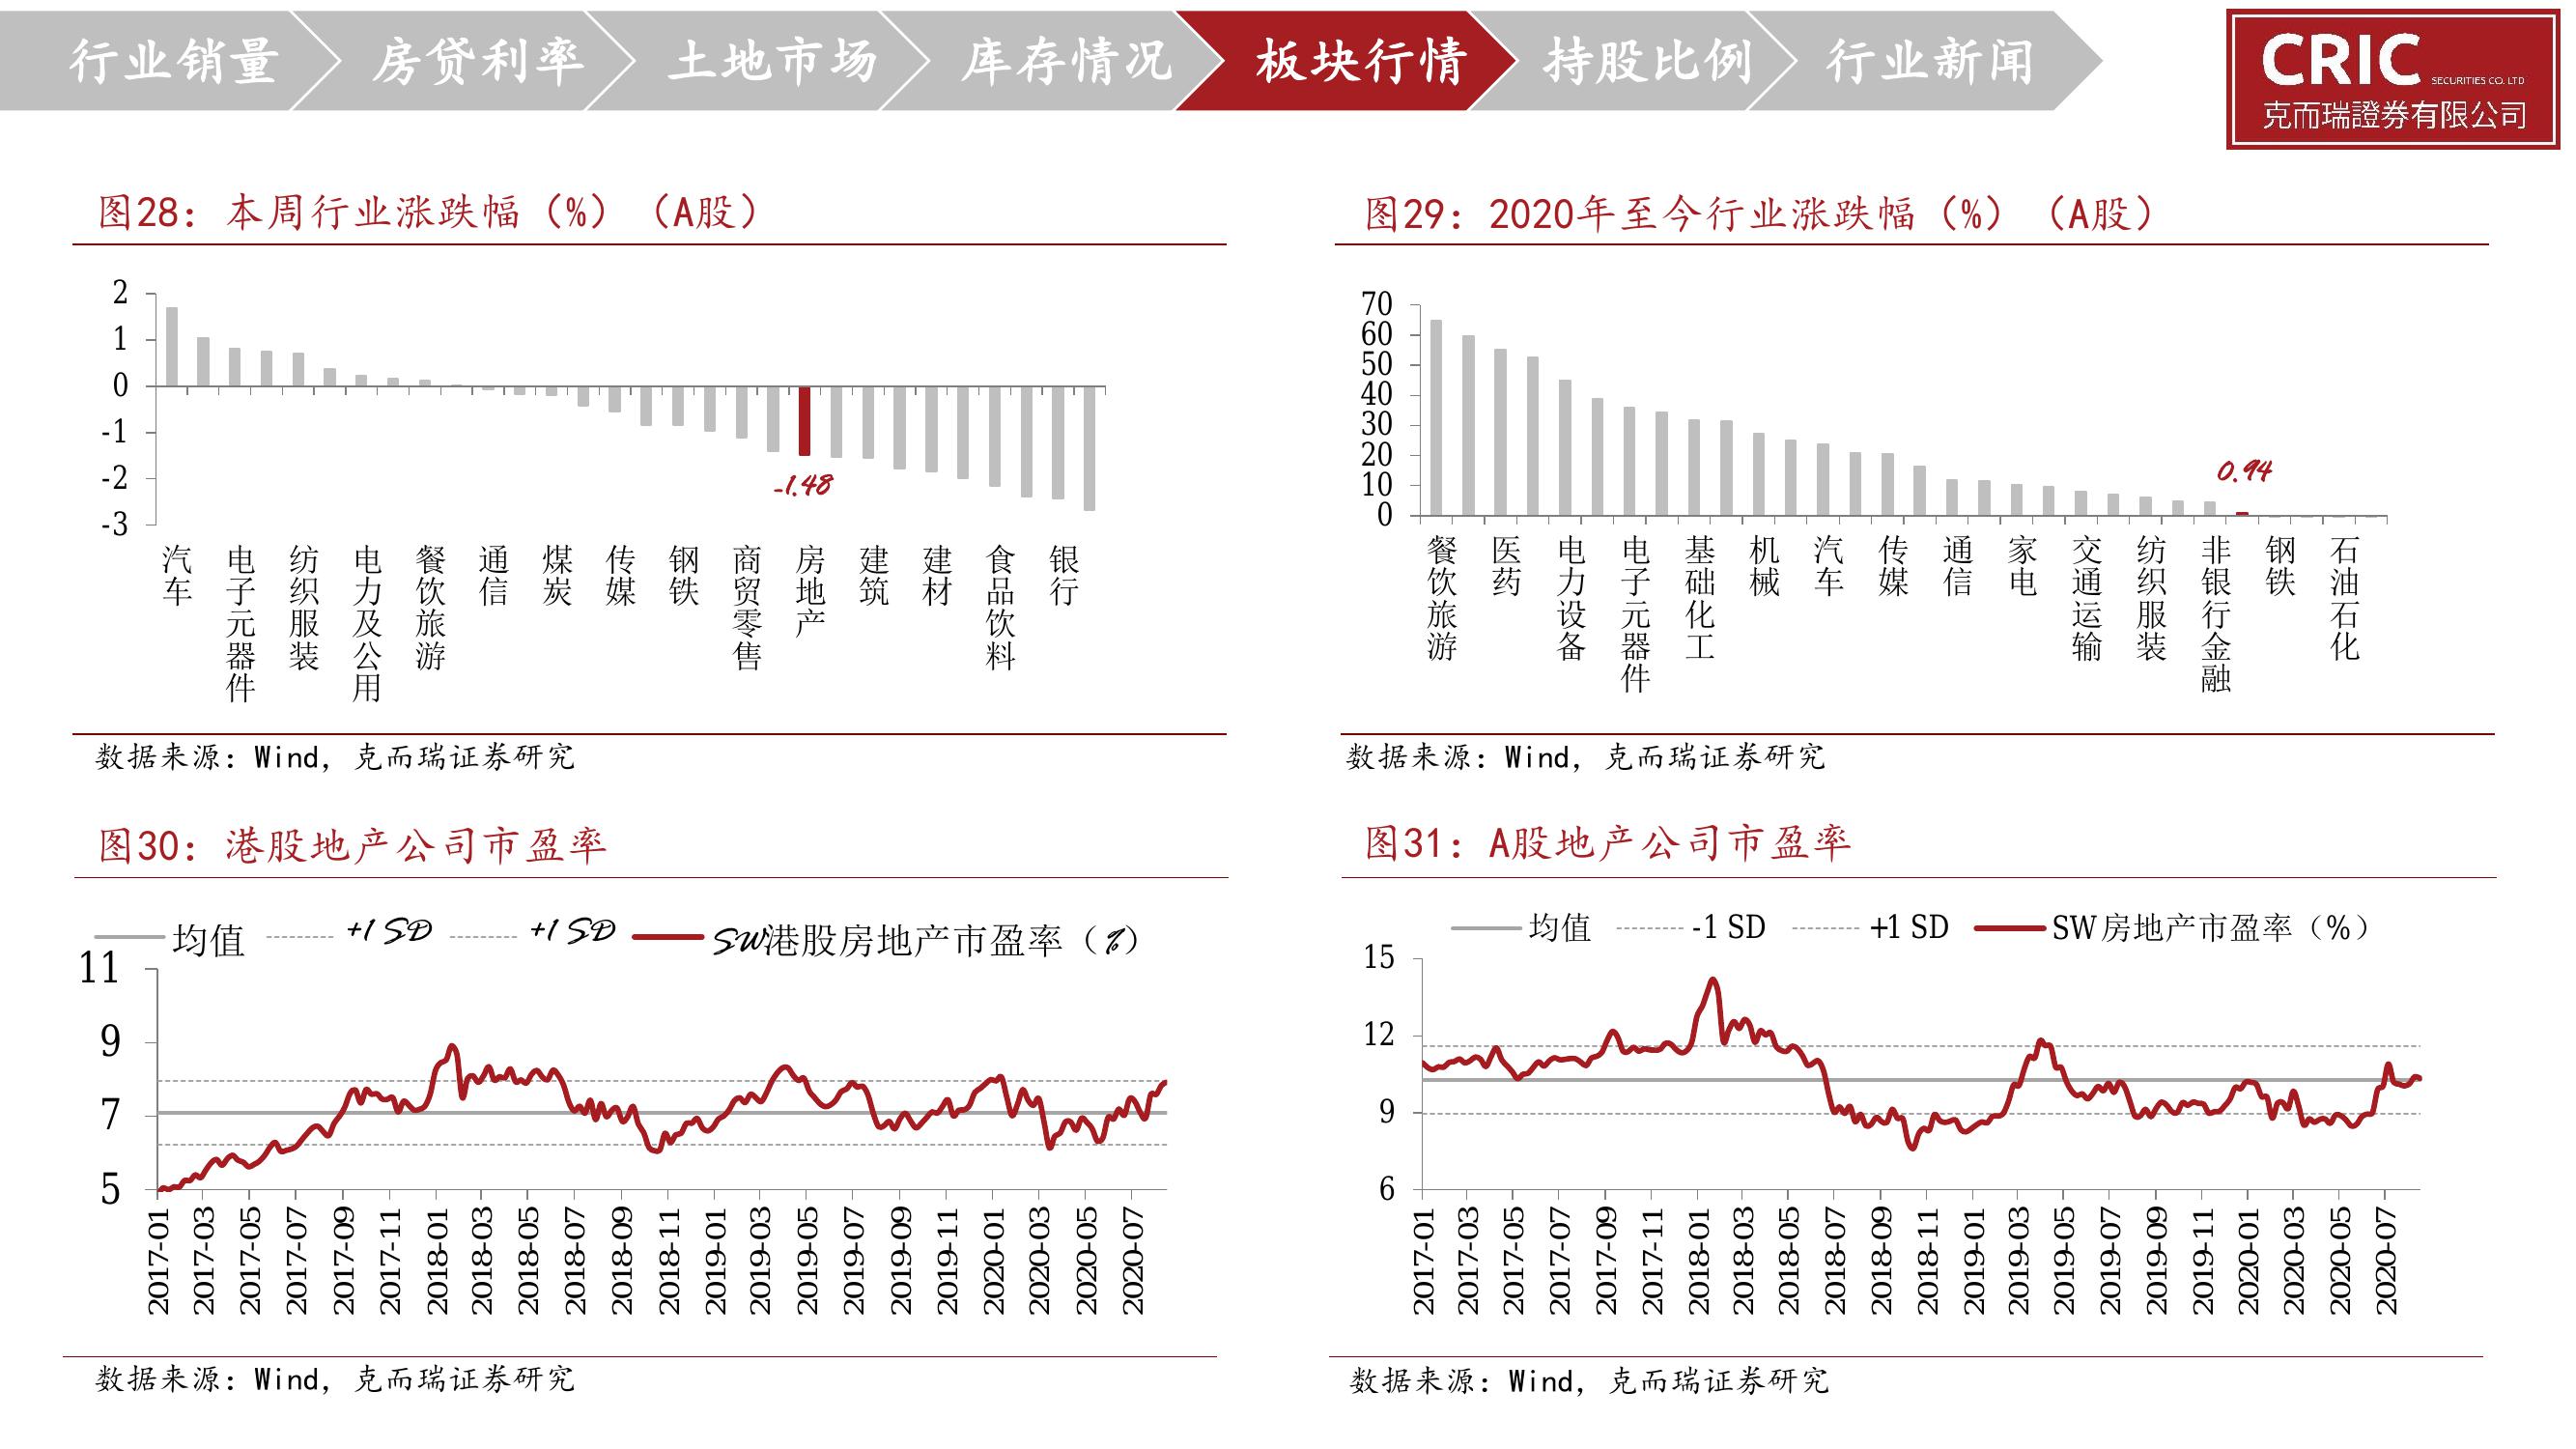 行业销量 房贷利率 土地市场 库存情况 板块行情 持股比例 行业新闻
CRIC SECURITIES CO. LTD
克而瑞證券有限公司
图28：本周行业涨跌幅（%）（A股）
2
1
0
-1
-2
-3
-1.48
汽车 电子元器件 纺织服装 电力及公用 餐饮旅游 通信 煤炭 传媒 钢铁 商贸零售 房地产 建筑 建材 食品饮料 银行
数据来源：Wind，克而瑞证券研究
图29：2020年至今行业涨跌幅（%）（A股）
70
60
50
40
30
20
10
0
0.94
餐饮旅游 医药 电力设备 电子元器件 基础化工 机械 汽车 传媒 通信 家电 交通运输 纺织服装 非银行金融 钢铁 石油石化
数据来源：Wind，克而瑞证券研究
图30：港股地产公司市盈率
均值 +1 SD +1 SD SW港股房地产市盈率（%）
11
9
7
5
2017-01 2017-03 2017-05 2017-07 2017-09 2017-11 2018-01 2018-03 2018-05 2018-07 2018-09 2018-11 2019-01 2019-03 2019-05 2019-07 2019-09 2019-11 2020-01 2020-03 2020-05 2020-07
数据来源：Wind，克而瑞证券研究
图31：A股地产公司市盈率
均值 -1 SD +1 SD SW房地产市盈率（%）
15
12
9
6
2017-01 2017-03 2017-05 2017-07 2017-09 2017-11 2018-01 2018-03 2018-05 2018-07 2018-09 2018-11 2019-01 2019-03 2019-05 2019-07 2019-09 2019-11 2020-01 2020-03 2020-05 2020-07
数据来源：Wind，克而瑞证券研究